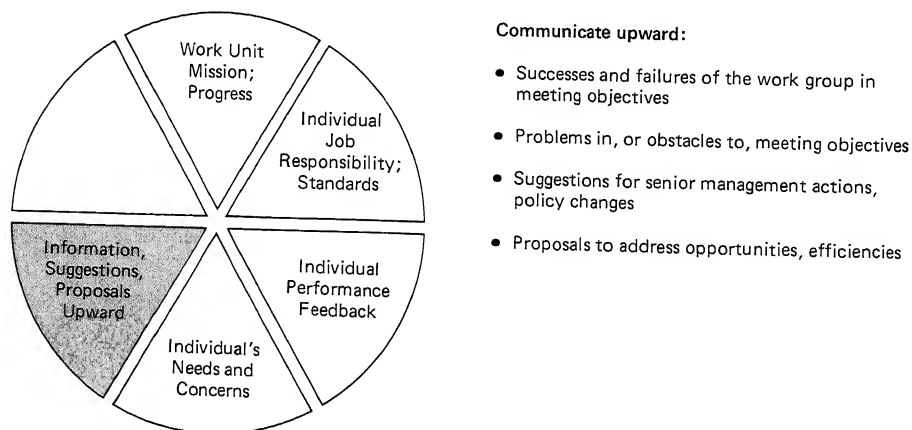 Work Unit
Mission;
Progress
Individual
Job
Responsibility;
Standards
Individual
Performance
Feedback
Individual's
Needs and
Concerns
Information,
Suggestions,
Proposals
Upward
Communicate upward:
• Successes and failures of the work group in
meeting objectives
• Problems in, or obstacles to, meeting objectives
• Suggestions for senior management actions,
policy changes
• Proposals to address opportunities, efficiencies